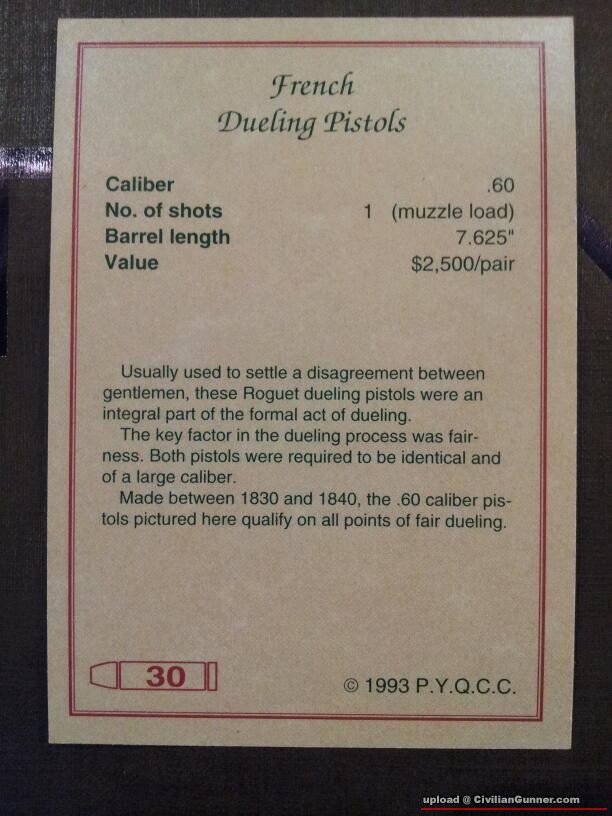 French
Dueling Pistols
Caliber .60
No. of shots 1 (muzzle load)
Barrel length 7.625"
Value $2,500/pair
Usually used to settle a disagreement between
gentlemen, these Roguet dueling pistols were an
integral part of the formal act of dueling.
The key factor in the dueling process was fair-
ness. Both pistols were required to be identical and
of a large caliber.
Made between 1830 and 1840, the .60 caliber pis-
tols pictured here qualify on all points of fair dueling.
30
© 1993 P.Y.Q.C.C.
upload @ CivilianGunner.com